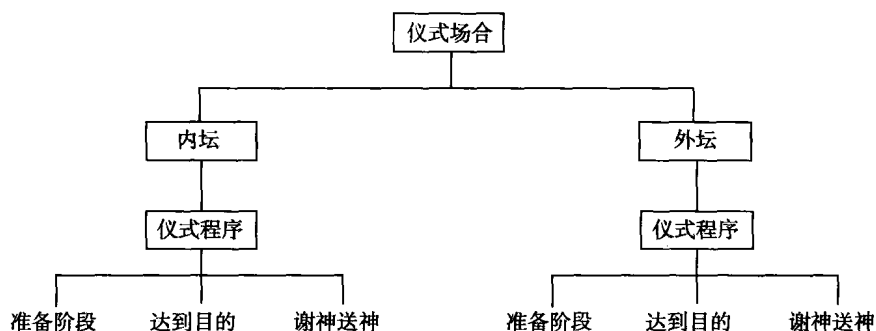 仪式场合
内坛 外坛
仪式程序 仪式程序
准备阶段 达到目的 谢神送神 准备阶段 达到目的 谢神送神